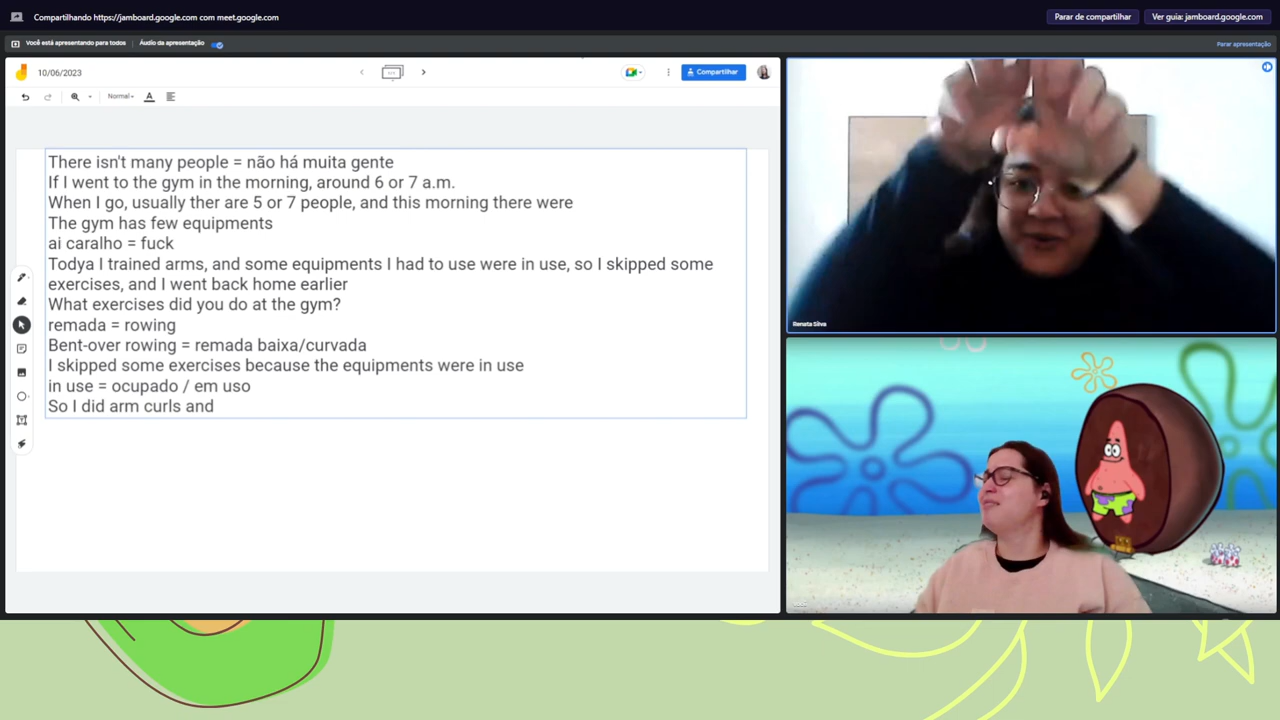 Compartilhando https://jamboard.google.com com meet.google.com
Parar de compartilhar
Ver guia: jamboard.google.com
Você está apresentando para todos
Áudio da apresentação
Parar apresentação
10/06/2023
Compartilhar
Normal
There isn't many people = não há muita gente
If I went to the gym in the morning, around 6 or 7 a.m.
When I go, usually ther are 5 or 7 people, and this morning there were
The gym has few equipments
ai caralho = fuck
Todya I trained arms, and some equipments I had to use were in use, so I skipped some
exercises, and I went back home earlier
What exercises did you do at the gym?
remada = rowing
Bent-over rowing = remada baixa/curvada
I skipped some exercises because the equipments were in use
in use = ocupado / em uso
So I did arm curls and
Renata Silva